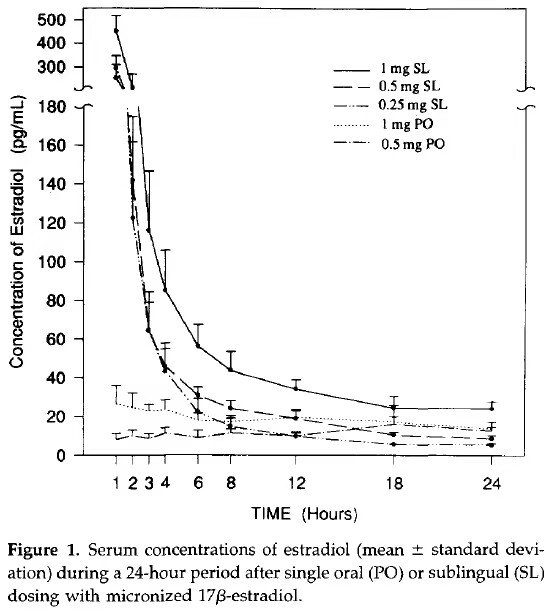 500
400
300
180
160
140
120
100
80
60
40
20
0
Concentration of Estradiol (pg/mL)
1 mg SL
0.5 mg SL
0.25 mg SL
1 mg PO
0.5 mg PO
1 2 3 4 6 8 12 18 24
TIME (Hours)
Figure 1. Serum concentrations of estradiol (mean ± standard devi-
ation) during a 24-hour period after single oral (PO) or sublingual (SL)
dosing with micronized 17β-estradiol.